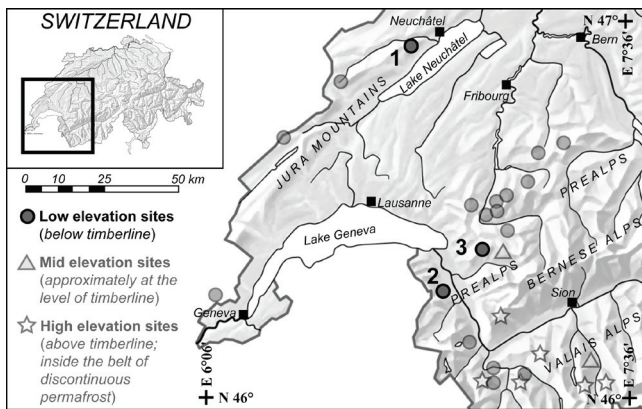 SWITZERLAND
0 10 25 50 km
Low elevation sites
(below timberline)
Mid elevation sites
(approximately at the
level of timberline)
High elevation sites
(above timberline;
inside the belt of
discontinuous
permafrost)
Neuchâtel
N 47°
E 7°36'
Bern
1
Lake Neuchâtel
Fribourg
JURA MOUNTAINS
PREALPS
Lausanne
Lake Geneva
3
BERNESE ALPS
2
PREALPS
Sion
Geneva
VALAIS ALPS
E 6°06'
E 7°36'
N 46°
N 46°